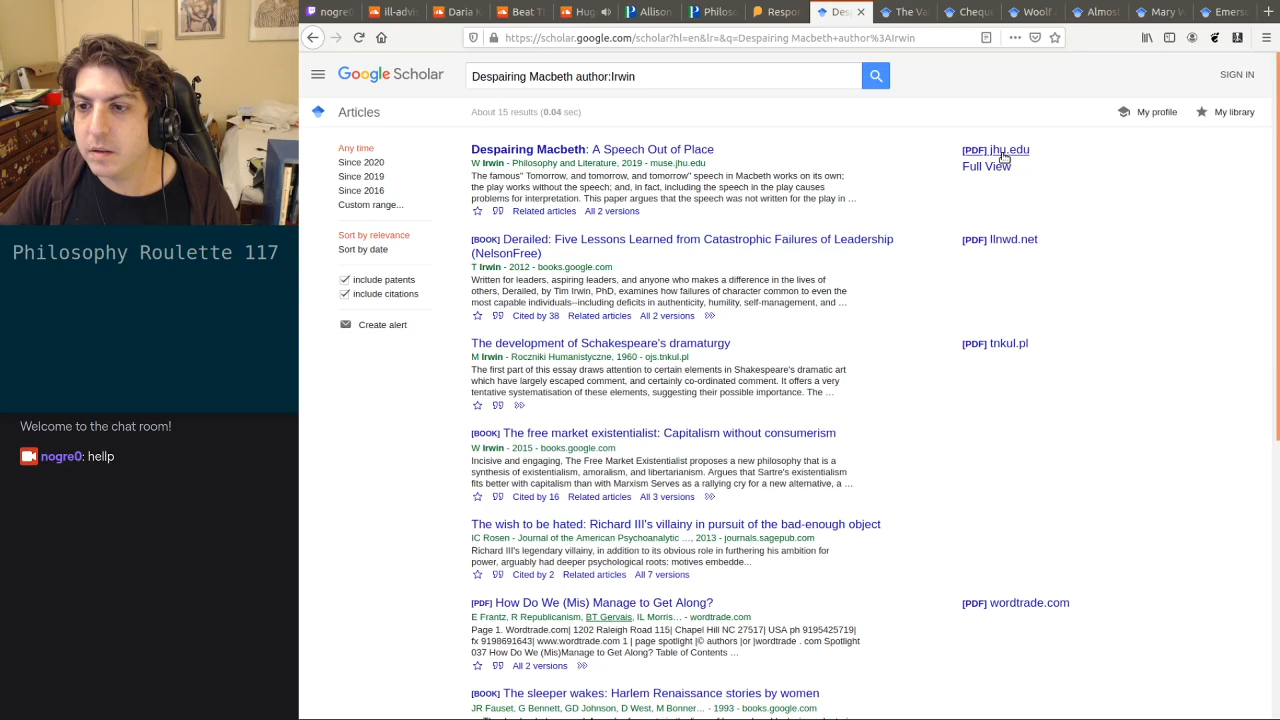 nogre
ill-advis
Daria K
Beat Ti
Hug
Allison
Philosop
Respon
Des
The Va
Cohens
Woolf
Almos
Mary W
Emers
https://scholar.google.com/scholar?hl=en&lr=&q=Despairing Macbeth+author%3AIrwin
Google Scholar
Despairing Macbeth author:Irwin
SIGN IN
Articles
About 15 results (0.04 sec)
My profile
My library
Any time
Since 2020
Since 2019
Since 2016
Custom range...
Sort by relevance
Sort by date
include patents
include citations
Create alert
Despairing Macbeth: A Speech Out of Place
W Irwin - Philosophy and Literature, 2019 - muse.jhu.edu
The famous" Tomorrow, and tomorrow, and tomorrow" speech in Macbeth works on its own;
the play works without the speech; and, in fact, including the speech in the play causes
problems for interpretation. This paper argues that the speech was not written for the play in …
Related articles All 2 versions
[PDF] jhu.edu
Full View
[BOOK] Derailed: Five Lessons Learned from Catastrophic Failures of Leadership
(NelsonFree)
T Irwin - 2012 - books.google.com
Written for leaders, aspiring leaders, and anyone who makes a difference in the lives of
others, Derailed, by Tim Irwin, PhD, examines how failures of character common to even the
most capable individuals--including deficits in authenticity, humility, self-management, and …
Cited by 38 Related articles All 2 versions
[PDF] llnwd.net
The development of Schakespeare's dramaturgy
M Irwin - Roczniki Humanistyczne, 1960 - ojs.tnkul.pl
The first part of this essay draws attention to certain elements in Shakespeare's dramatic art
which have largely escaped comment, and certainly co-ordinated comment. It offers a very
tentative systematisation of these elements, suggesting their possible importance. The …
[PDF] tnkul.pl
[BOOK] The free market existentialist: Capitalism without consumerism
W Irwin - 2015 - books.google.com
Incisive and engaging, The Free Market Existentialist proposes a new philosophy that is a
synthesis of existentialism, amoralism, and libertarianism. Argues that Sartre's existentialism
fits better with capitalism than with Marxism Serves as a rallying cry for a new alternative, a …
Cited by 16 Related articles All 3 versions
The wish to be hated: Richard III's villainy in pursuit of the bad-enough object
IC Rosen - Journal of the American Psychoanalytic …, 2013 - journals.sagepub.com
Richard III's legendary villainy, in addition to its obvious role in furthering his ambition for
power, arguably had deeper psychological roots: motives embedde...
Cited by 2 Related articles All 7 versions
[PDF] How Do We (Mis) Manage to Get Along?
E Frantz, R Republicanism, BT Gervais, IL Morris… - wordtrade.com
Page 1. Wordtrade.com| 1202 Raleigh Road 115| Chapel Hill NC 27517| USA ph 9195425719|
fx 9198691643| www.wordtrade.com 1 | page spotlight |© authors |or |wordtrade . com Spotlight
037 How Do We (Mis)Manage to Get Along? Table of Contents …
All 2 versions
[PDF] wordtrade.com
[BOOK] The sleeper wakes: Harlem Renaissance stories by women
JR Fauset, G Bennett, GD Johnson, D West, M Bonner… - 1993 - books.google.com
Philosophy Roulette 117
Welcome to the chat room!
nogre0: hellp